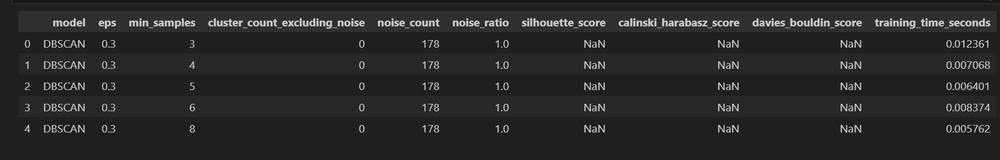 model eps min_samples cluster_count_excluding_noise noise_count noise_ratio silhouette_score calinski_harabasz_score davies_bouldin_score training_time_seconds
0 DBSCAN 0.3 3 0 178 1.0 NaN NaN NaN 0.012361
1 DBSCAN 0.3 4 0 178 1.0 NaN NaN NaN 0.007068
2 DBSCAN 0.3 5 0 178 1.0 NaN NaN NaN 0.006401
3 DBSCAN 0.3 6 0 178 1.0 NaN NaN NaN 0.008374
4 DBSCAN 0.3 8 0 178 1.0 NaN NaN NaN 0.005762